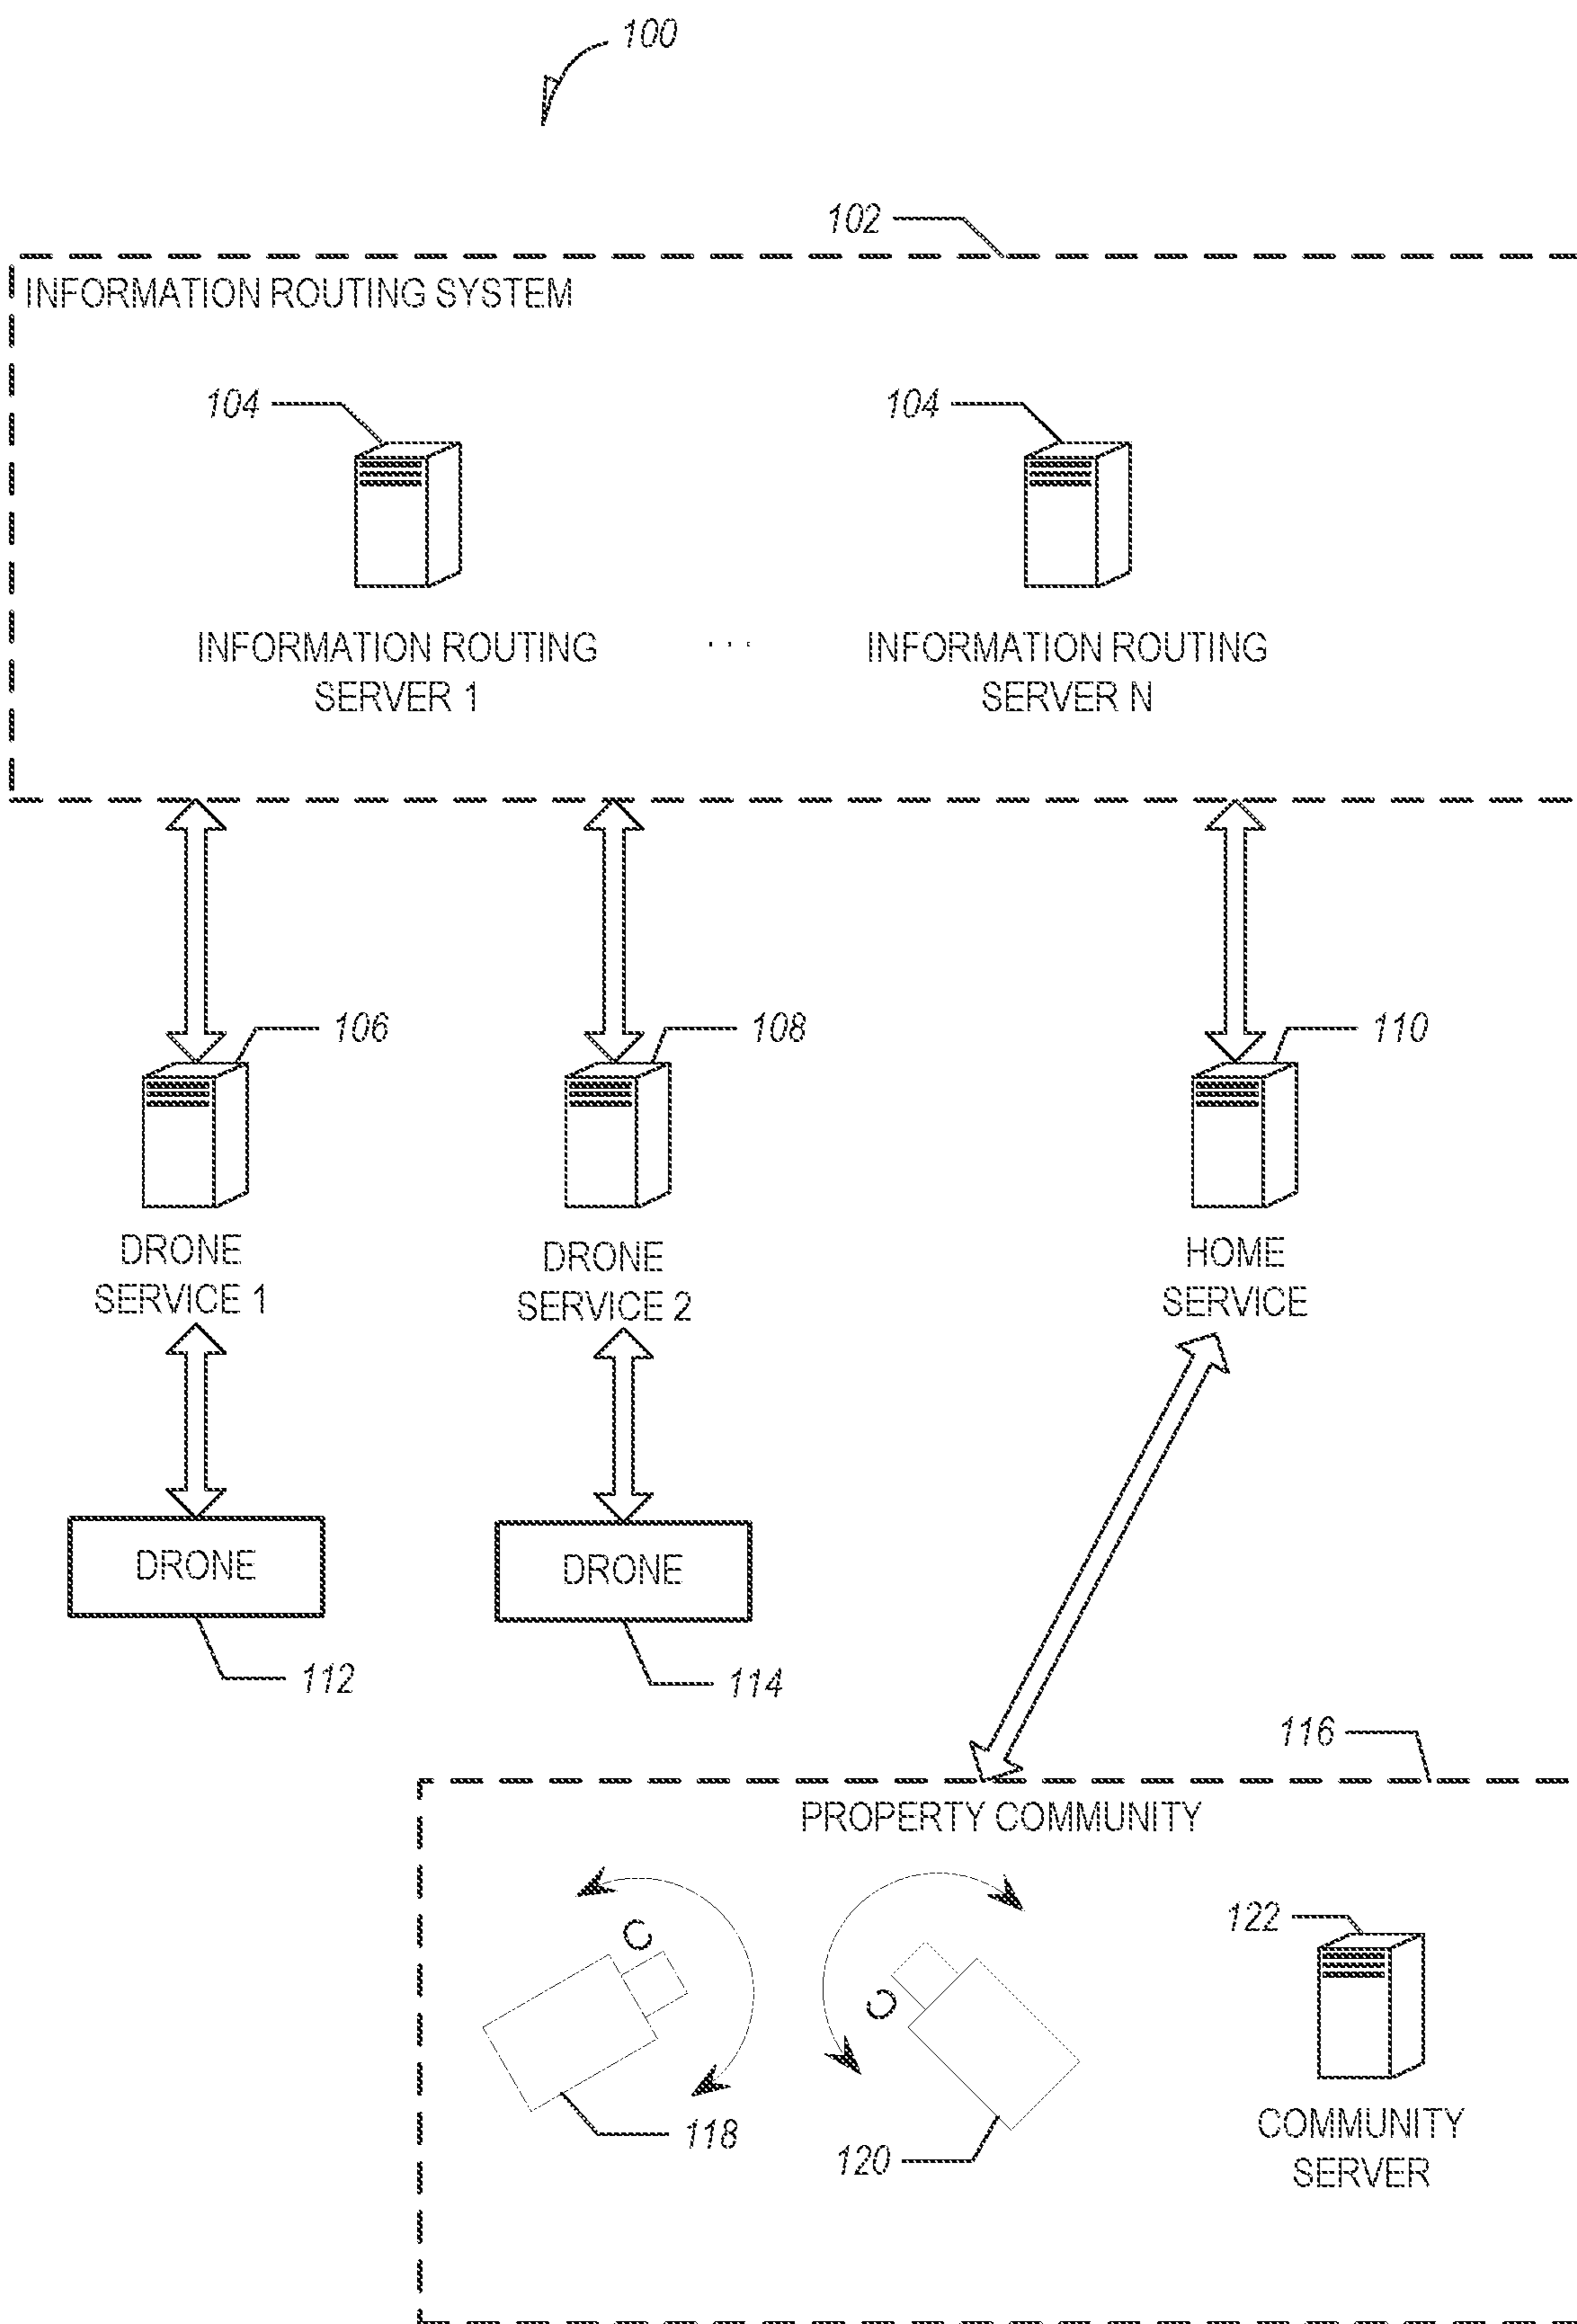 100
102
INFORMATION ROUTING SYSTEM
104
104
INFORMATION ROUTING
SERVER 1
...
INFORMATION ROUTING
SERVER N
106
108
110
DRONE
SERVICE 1
DRONE
SERVICE 2
HOME
SERVICE
DRONE
DRONE
112
114
116
PROPERTY COMMUNITY
122
118
120
COMMUNITY
SERVER